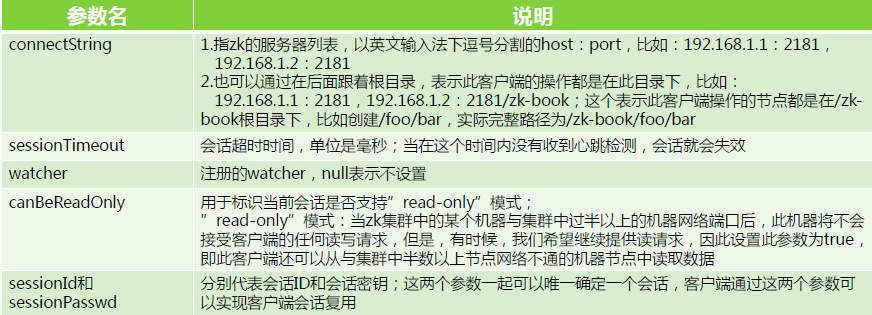 参数名 说明
connectString 1.指zk的服务器列表，以英文输入法下逗号分割的host：port，比如：192.168.1.1：2181，
192.168.1.2：2181
2.也可以通过在后面跟着根目录，表示此客户端的操作都是在此目录下，比如：
192.168.1.1：2181，192.168.1.2：2181/zk-book；这个表示此客户端操作的节点都是在/zk-
book根目录下，比如创建/foo/bar，实际完整路径为/zk-book/foo/bar
sessionTimeout 会话超时时间，单位是毫秒；当在这个时间内没有收到心跳检测，会话就会失效
watcher 注册的watcher，null表示不设置
canBeReadOnly 用于标识当前会话是否支持”read-only”模式；
”read-only”模式：当zk集群中的某个机器与集群中过半以上的机器网络端口后，此机器将不会
接受客户端的任何读写请求，但是，有时候，我们希望继续提供读请求，因此设置此参数为true，
即此客户端还可以从与集群中半数以上节点网络不通的机器节点中读取数据
sessionId和 分别代表会话ID和会话密钥；这两个参数一起可以唯一确定一个会话，客户端通过这两个参数可
sessionPasswd 以实现客户端会话复用